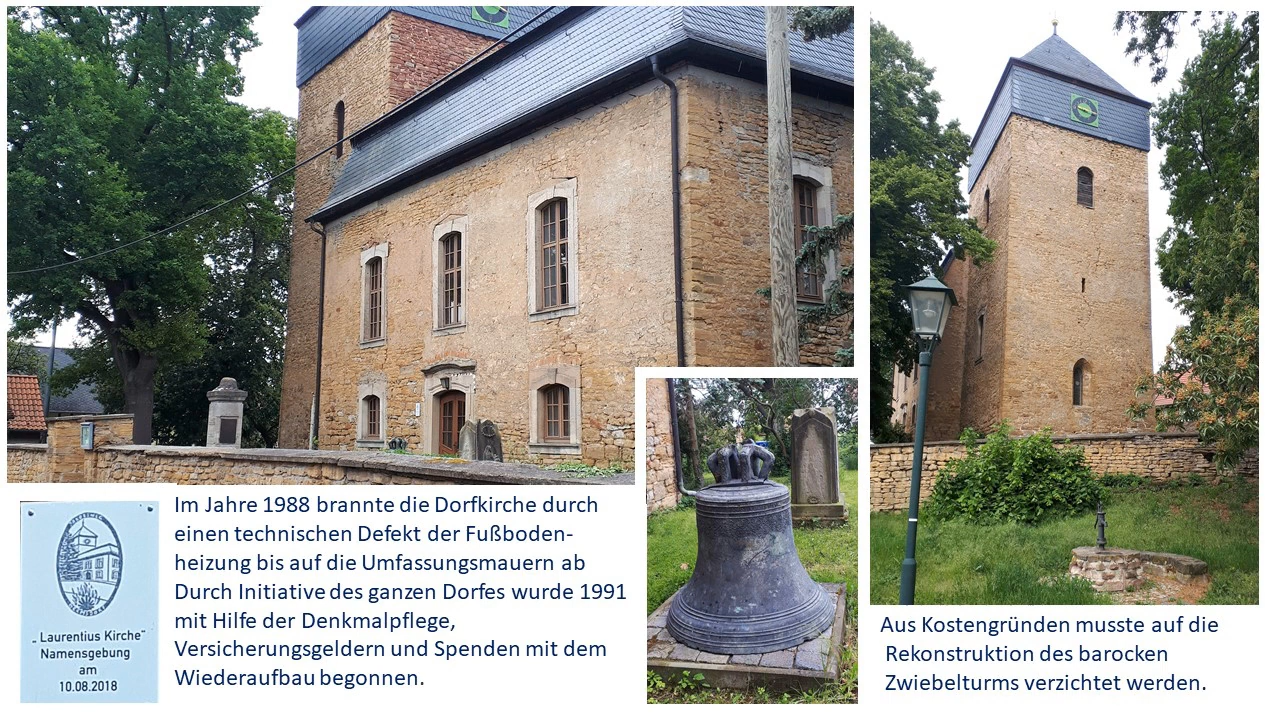 Im Jahre 1988 brannte die Dorfkirche durch
einen technischen Defekt der Fußboden-
heizung bis auf die Umfassungsmauern ab
Durch Initiative des ganzen Dorfes wurde 1991
mit Hilfe der Denkmalpflege,
Versicherungsgeldern und Spenden mit dem
Wiederaufbau begonnen.
„ Laurentius Kirche"
Namensgebung
am
10.08.2018
Aus Kostengründen musste auf die
Rekonstruktion des barocken
Zwiebelturms verzichtet werden.